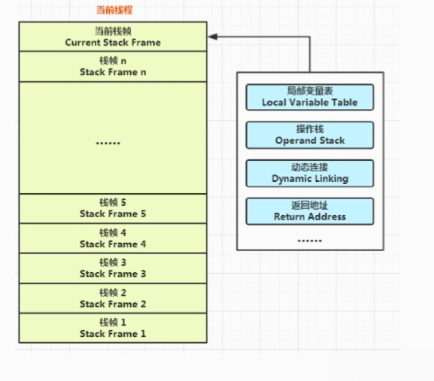 当前线程
当前栈帧
Current Stack Frame
栈帧 n
Stack Frame n
......
栈帧 5
Stack Frame 5
栈帧 4
Stack Frame 4
栈帧 3
Stack Frame 3
栈帧 2
Stack Frame 2
栈帧 1
Stack Frame 1
局部变量表
Local Variable Table
操作栈
Operand Stack
动态连接
Dynamic Linking
返回地址
Return Address
......